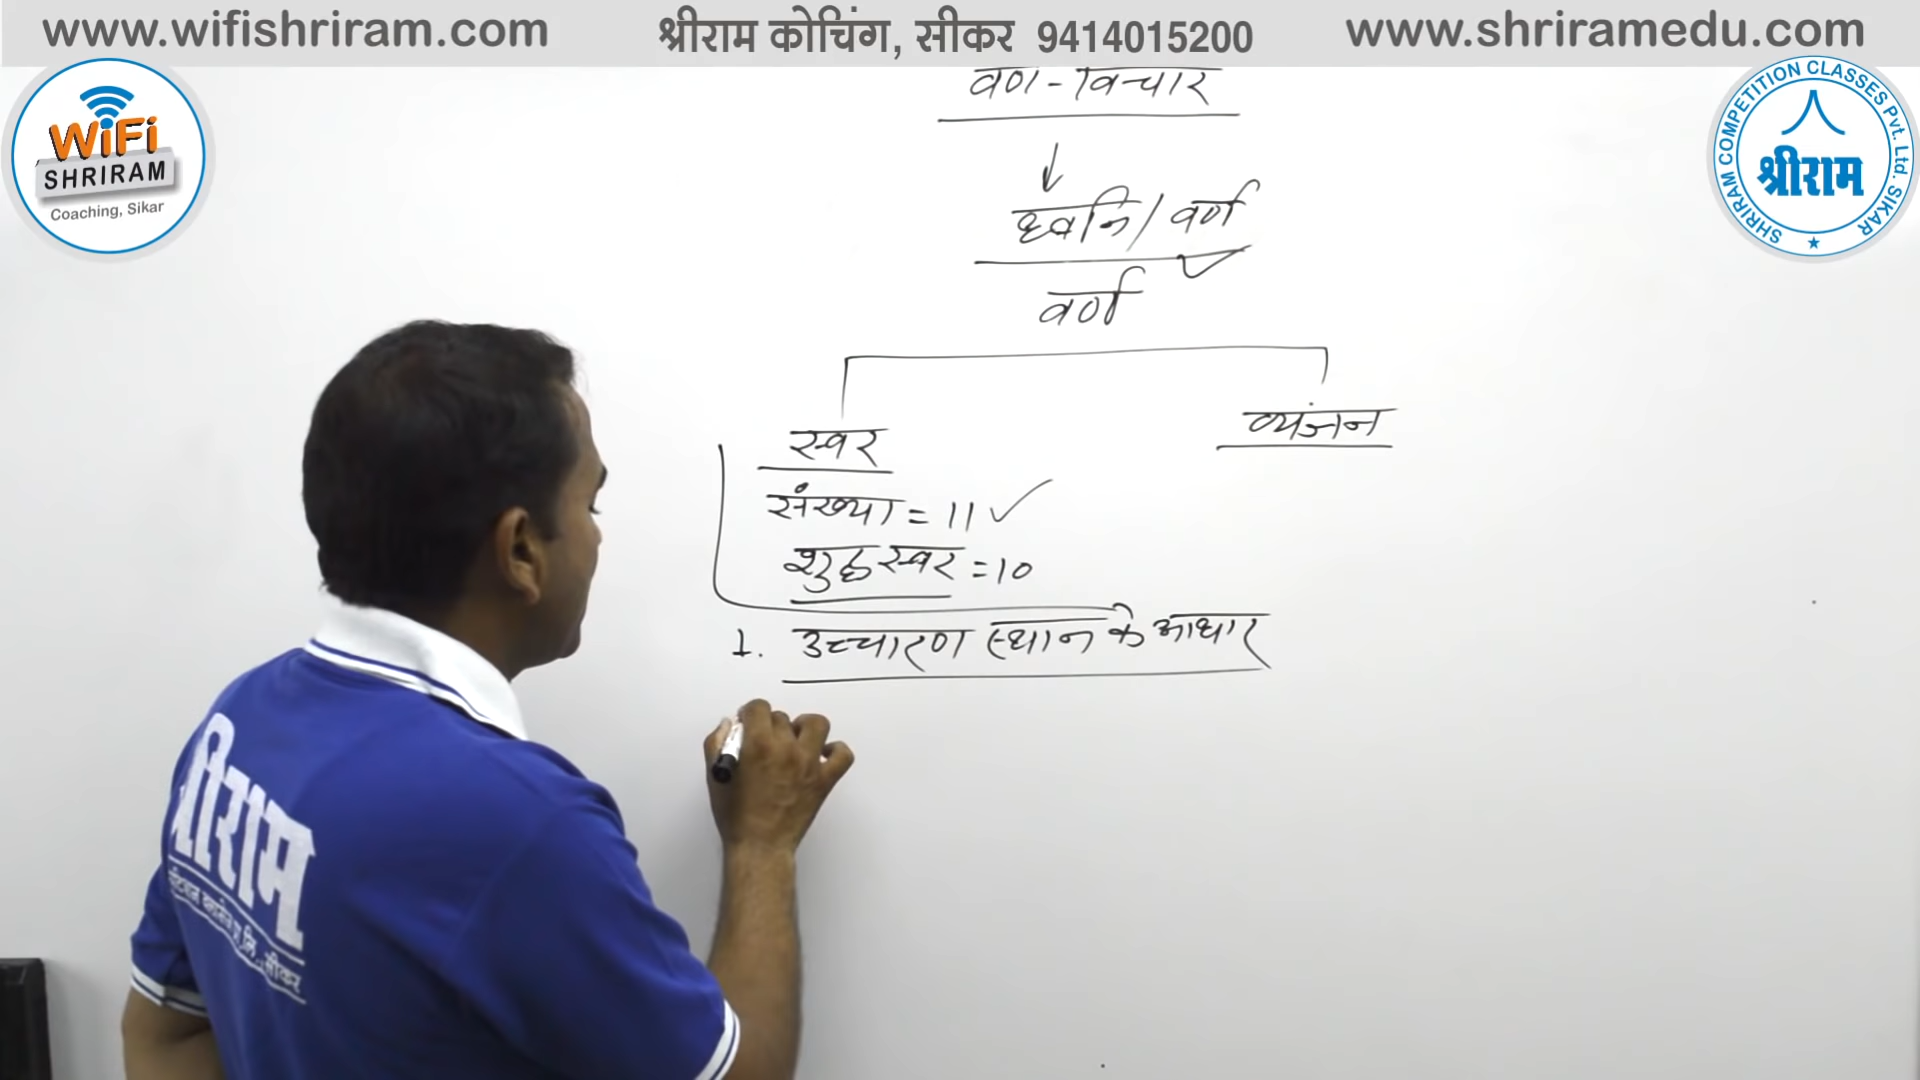 www.wifishriram.com श्रीराम कोचिंग, सीकर 9414015200 www.shriramedu.com
WiFi
SHRIRAM
Coaching, Sikar
SHRIRAM COMPETITION CLASSES Pvt. Ltd. SIKAR
श्रीराम
वर्ण - विचार
ध्वनि / वर्ण
वर्ण
स्वर व्यंजन
संख्या = 11
शुद्ध स्वर = 10
1. उच्चारण स्थान के आधार
श्रीराम